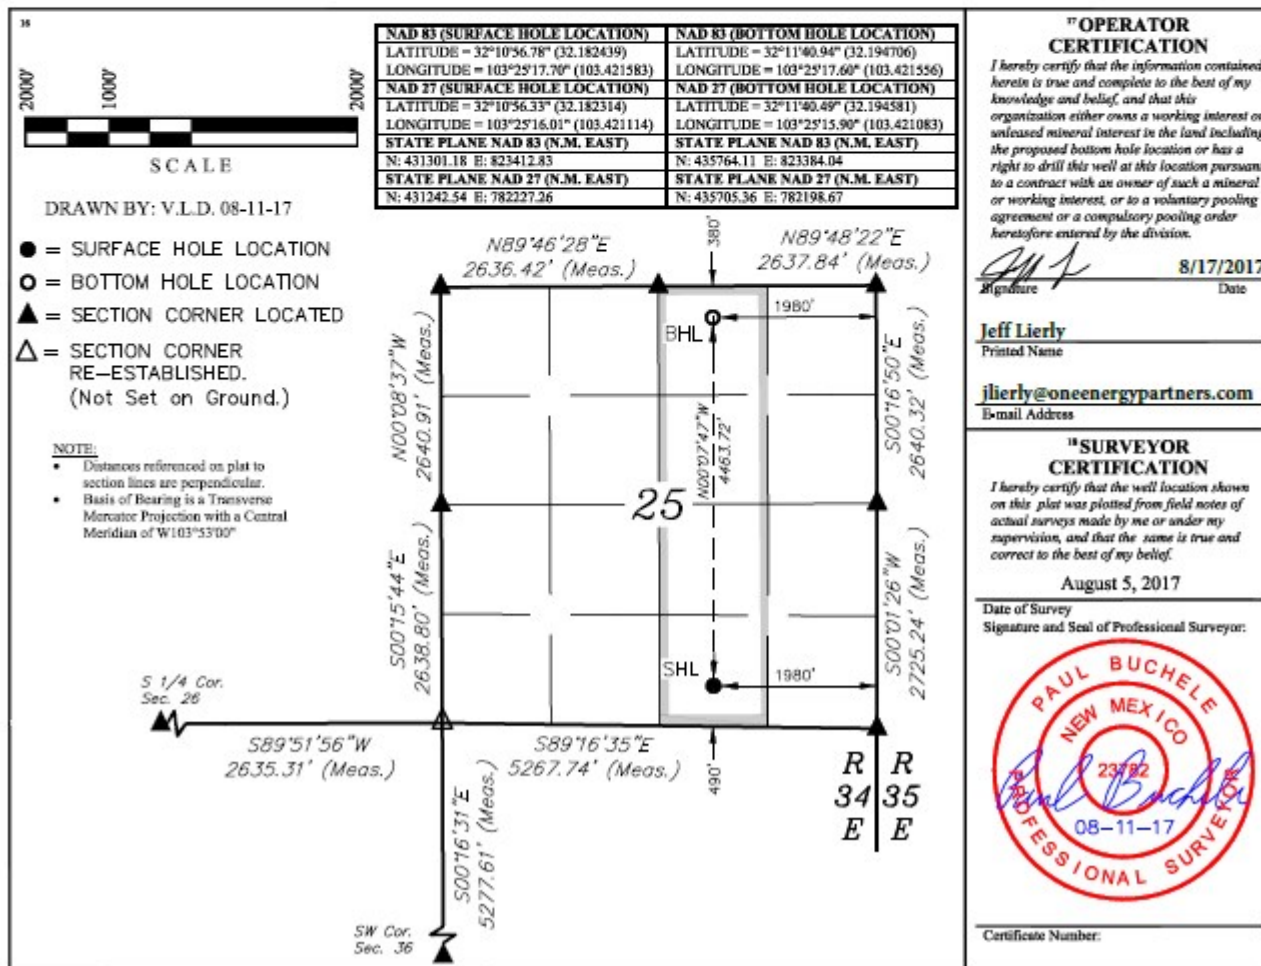 16
2000' 1000' 2000'
SCALE
DRAWN BY: V.L.D. 08-11-17
● = SURFACE HOLE LOCATION
○ = BOTTOM HOLE LOCATION
▲ = SECTION CORNER LOCATED
△ = SECTION CORNER
RE-ESTABLISHED.
(Not Set on Ground.)
NOTE:
• Distances referenced on plat to
section lines are perpendicular.
• Basis of Bearing is a Transverse
Mercator Projection with a Central
Meridian of W103°53'00"
NAD 83 (SURFACE HOLE LOCATION)
LATITUDE = 32°10'56.78" (32.182439)
LONGITUDE = 103°25'17.70" (103.421583)
NAD 27 (SURFACE HOLE LOCATION)
LATITUDE = 32°10'56.33" (32.182314)
LONGITUDE = 103°25'16.01" (103.421114)
STATE PLANE NAD 83 (N.M. EAST)
N: 431301.18 E: 823412.83
STATE PLANE NAD 27 (N.M. EAST)
N: 431242.54 E: 782227.26
NAD 83 (BOTTOM HOLE LOCATION)
LATITUDE = 32°11'40.94" (32.194706)
LONGITUDE = 103°25'17.60" (103.421556)
NAD 27 (BOTTOM HOLE LOCATION)
LATITUDE = 32°11'40.49" (32.194581)
LONGITUDE = 103°25'15.90" (103.421083)
STATE PLANE NAD 83 (N.M. EAST)
N: 435764.11 E: 823384.04
STATE PLANE NAD 27 (N.M. EAST)
N: 435705.36 E: 782198.67
N89°46'28"E
2636.42' (Meas.)
380'
N89°48'22"E
2637.84' (Meas.)
1980'
BHL
N00°08'37"W
2640.91' (Meas.)
N00°07'47"W
4463.72'
S00°16'50"E
2640.32' (Meas.)
25
S00°15'44"E
2638.80' (Meas.)
S00°01'26"W
2725.24' (Meas.)
SHL
1980'
S 1/4 Cor.
Sec. 26
S89°51'56"W
2635.31' (Meas.)
S89°16'35"E
5267.74' (Meas.)
490'
R R
34 35
E E
S00°16'31"E
5277.61' (Meas.)
SW Cor.
Sec. 36
17 OPERATOR
CERTIFICATION
I hereby certify that the information contained
herein is true and complete to the best of my
knowledge and belief, and that this
organization either owns a working interest or
unleased mineral interest in the land including
the proposed bottom hole location or has a
right to drill this well at this location pursuant
to a contract with an owner of such a mineral
or working interest, or to a voluntary pooling
agreement or a compulsory pooling order
heretofore entered by the division.
8/17/2017
Signature Date
Jeff Lierly
Printed Name
jlierly@oneenergypartners.com
E-mail Address
18 SURVEYOR
CERTIFICATION
I hereby certify that the well location shown
on this plat was plotted from field notes of
actual surveys made by me or under my
supervision, and that the same is true and
correct to the best of my belief.
August 5, 2017
Date of Survey
Signature and Seal of Professional Surveyor:
PAUL BUCHELE
NEW MEXICO
23782
Paul Buchele
08-11-17
PROFESSIONAL SURVEYOR
Certificate Number: